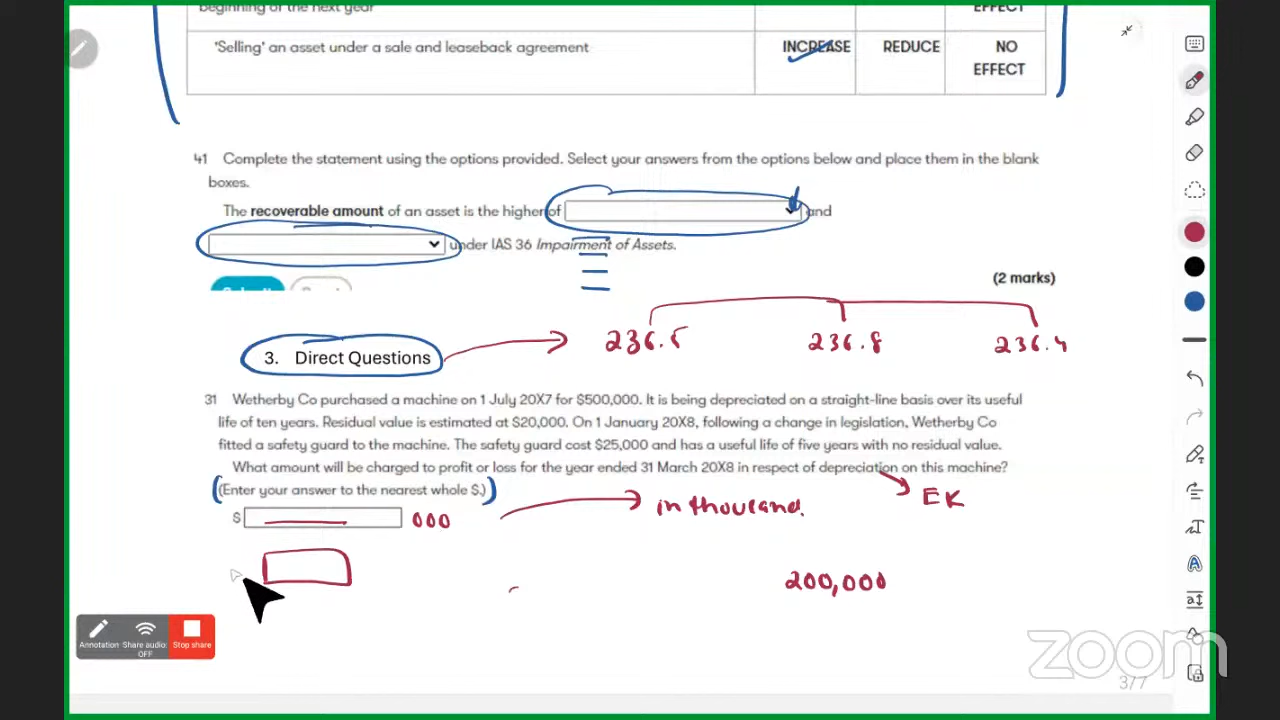 beginning of the next year
EFFECT
'Selling' an asset under a sale and leaseback agreement
INCREASE
REDUCE
NO
EFFECT
41 Complete the statement using the options provided. Select your answers from the options below and place them in the blank
boxes.
The recoverable amount of an asset is the higher of
and
under IAS 36 Impairment of Assets.
(2 marks)
236.5
236.8
236.4
3. Direct Questions
31 Wetherby Co purchased a machine on 1 July 20X7 for $500,000. It is being depreciated on a straight-line basis over its useful
life of ten years. Residual value is estimated at $20,000. On 1 January 20X8, following a change in legislation, Wetherby Co
fitted a safety guard to the machine. The safety guard cost $25,000 and has a useful life of five years with no residual value.
What amount will be charged to profit or loss for the year ended 31 March 20X8 in respect of depreciation on this machine?
(Enter your answer to the nearest whole $.)
EK
in thousand.
$
000
200,000
Annotation
Share audio:
OFF
Stop share
zoom
3/7